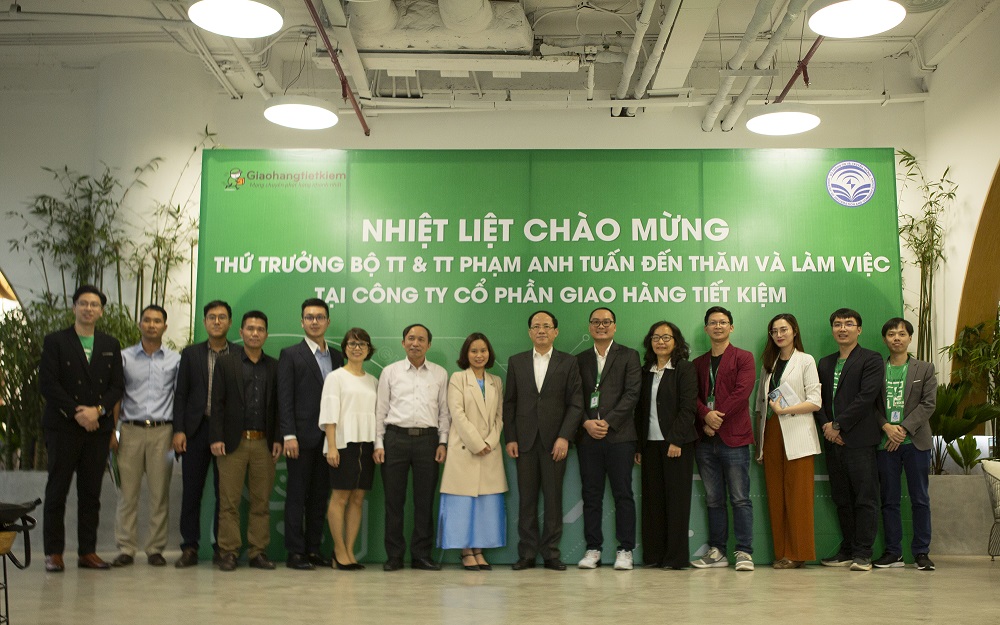 Giaohangtietkiem
NHIỆT LIỆT CHÀO MỪNG
THỨ TRƯỞNG BỘ TT & TT PHẠM ANH TUẤN ĐẾN THĂM VÀ LÀM VIỆC
TẠI CÔNG TY CỔ PHẦN GIAO HÀNG TIẾT KIỆM